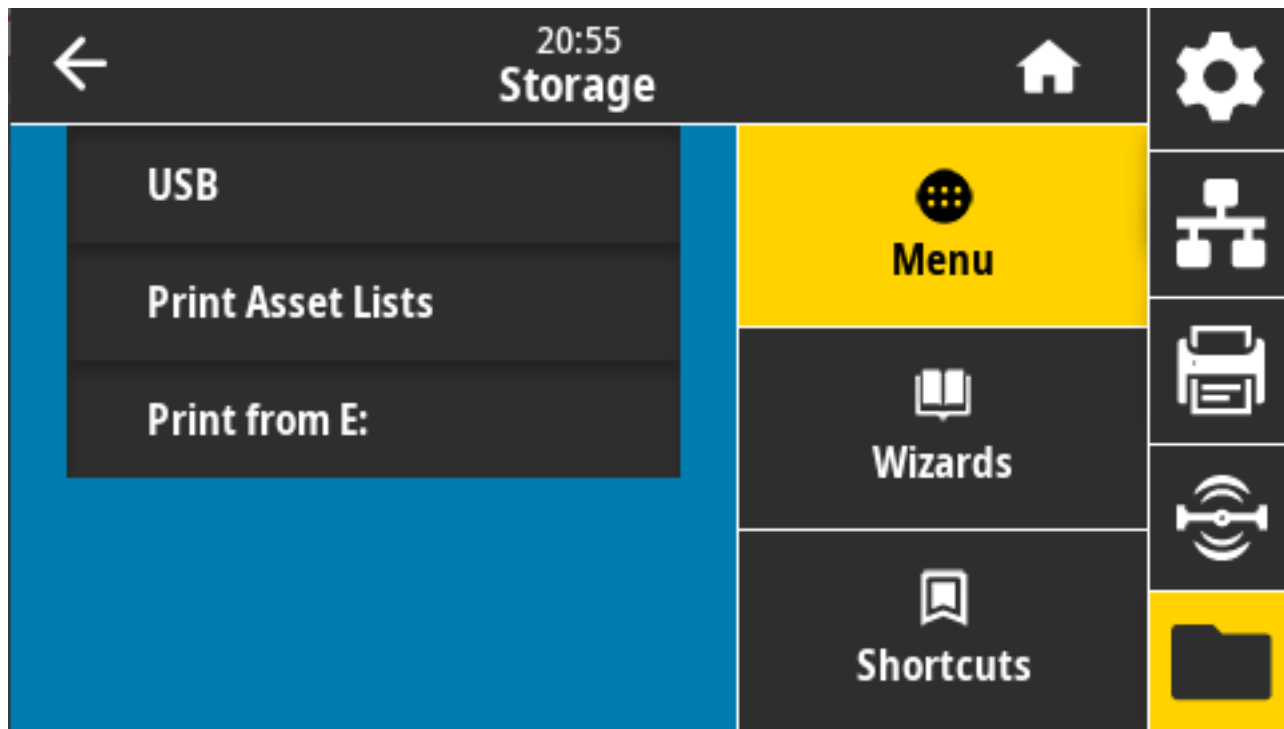 20:55
Storage
USB
Print Asset Lists
Print from E:
Menu
Wizards
Shortcuts